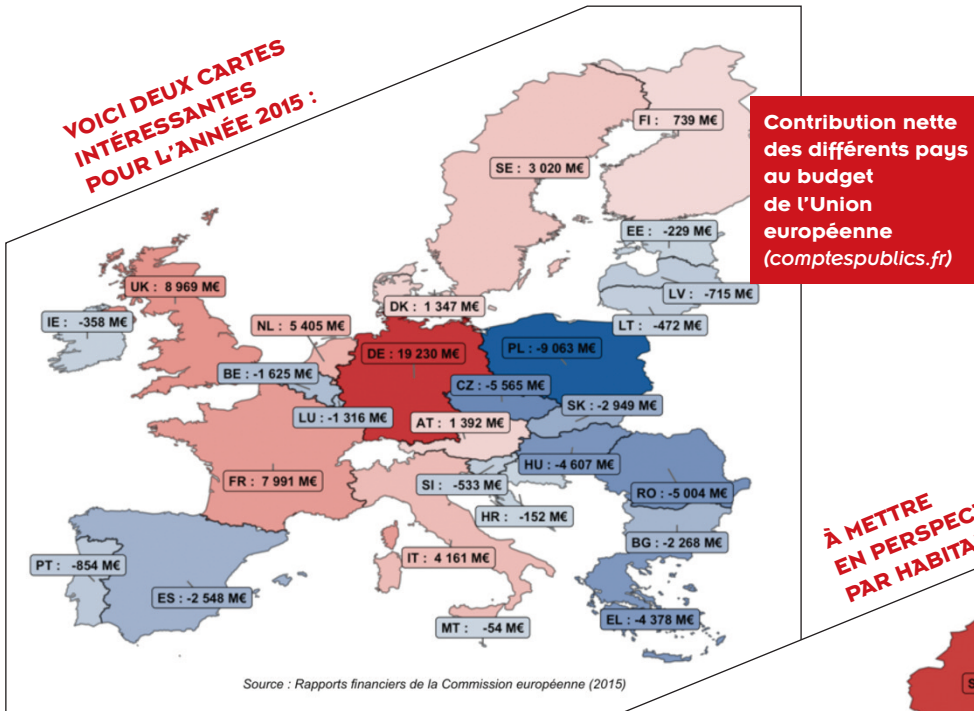 VOICI DEUX CARTES
INTÉRESSANTES
POUR L'ANNÉE 2015 :
Contribution nette
des différents pays
au budget
de l'Union
européenne
(comptespublics.fr)
FI : 739 M€
SE : 3 020 M€
EE : -229 M€
UK : 8 969 M€
LV : -715 M€
DK : 1 347 M€
IE : -358 M€
NL : 5 405 M€
LT : -472 M€
DE : 19 230 M€
PL : -9 063 M€
BE : -1 625 M€
CZ : -5 565 M€
SK : -2 949 M€
LU : -1 316 M€
AT : 1 392 M€
HU : -4 607 M€
FR : 7 991 M€
SI : -533 M€
RO : -5 004 M€
HR : -152 M€
BG : -2 268 M€
IT : 4 161 M€
PT : -854 M€
ES : -2 548 M€
EL : -4 378 M€
MT : -54 M€
Source : Rapports financiers de la Commission européenne (2015)
À METTRE
EN
PAR